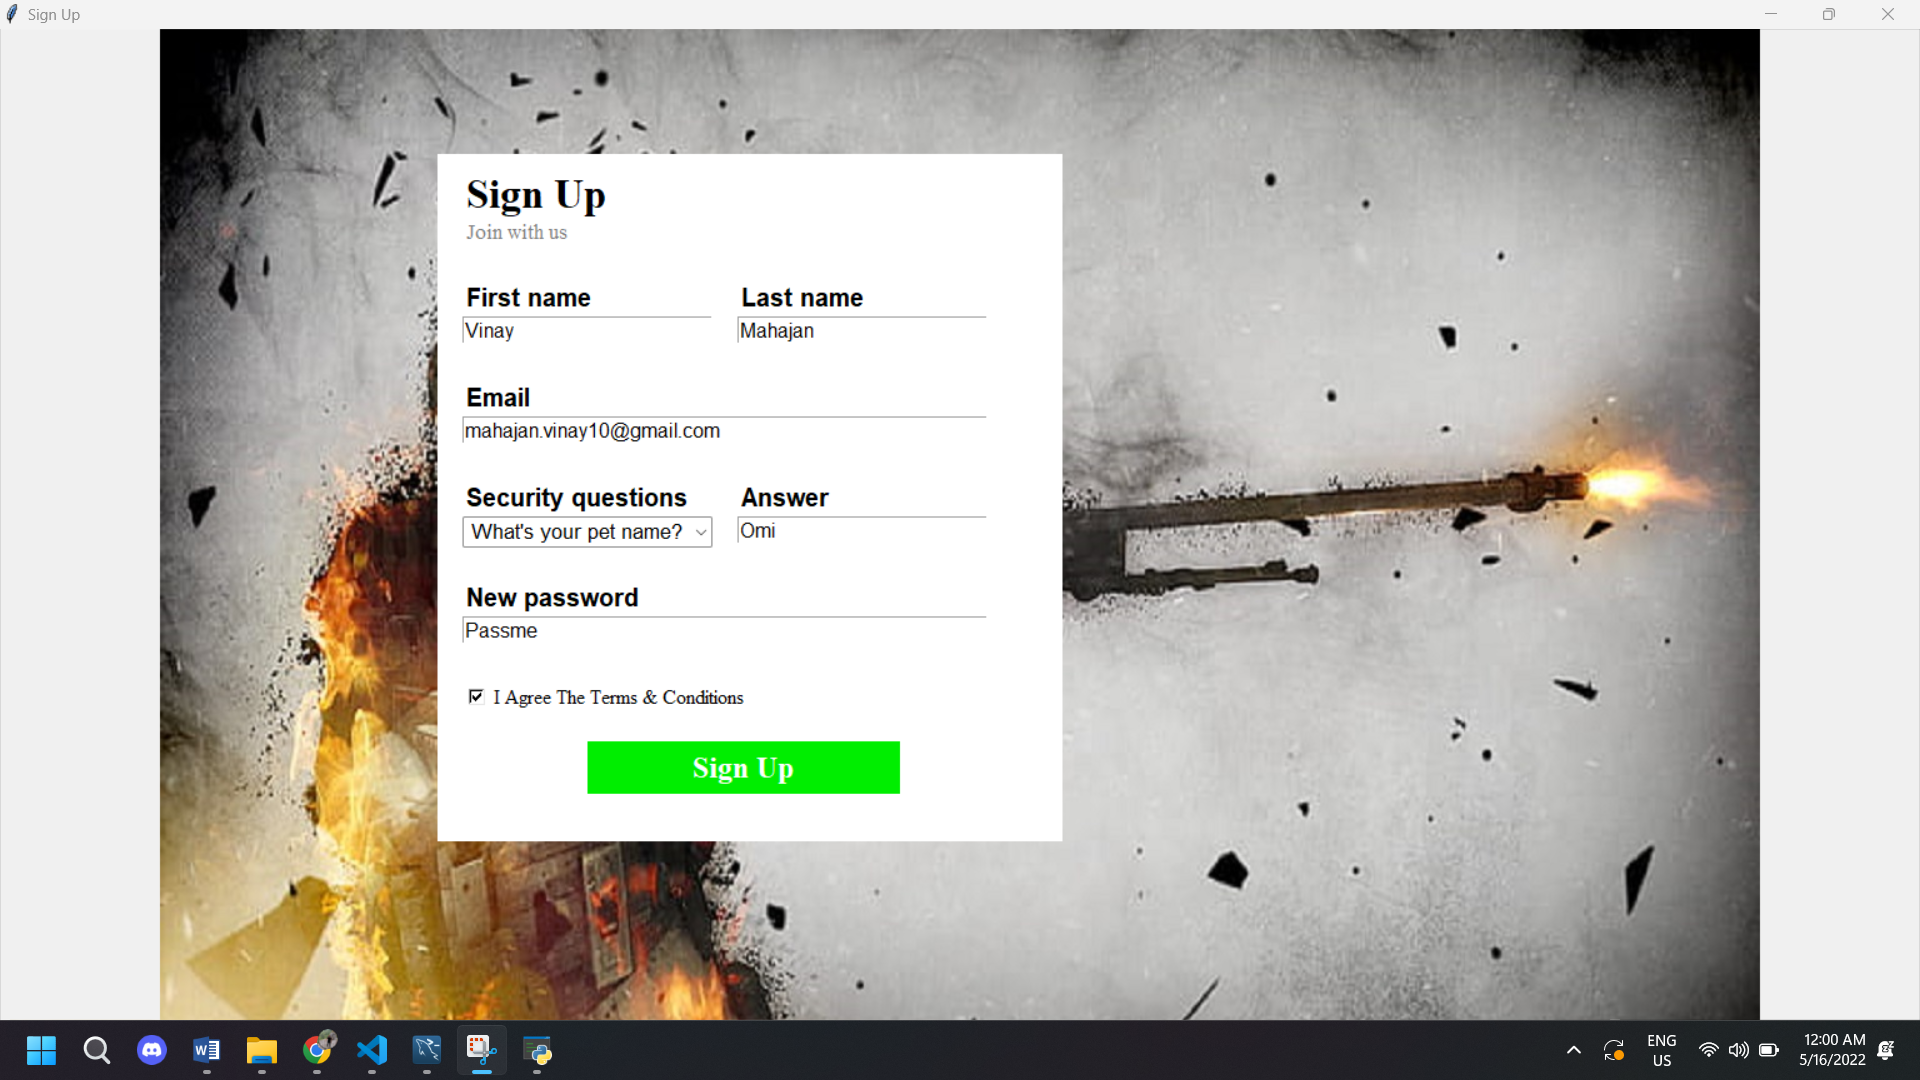 Sign Up
Sign Up
Join with us
First name Last name
Vinay Mahajan
Email
mahajan.vinay10@gmail.com
Security questions Answer
What's your pet name? Omi
New password
Passme
I Agree The Terms & Conditions
Sign Up
ENG
US
12:00 AM
5/16/2022